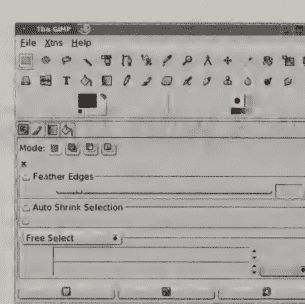 The GIMP
File Xtns Help
Mode:
Feather Edges
Auto Shrink Selection
Free Select